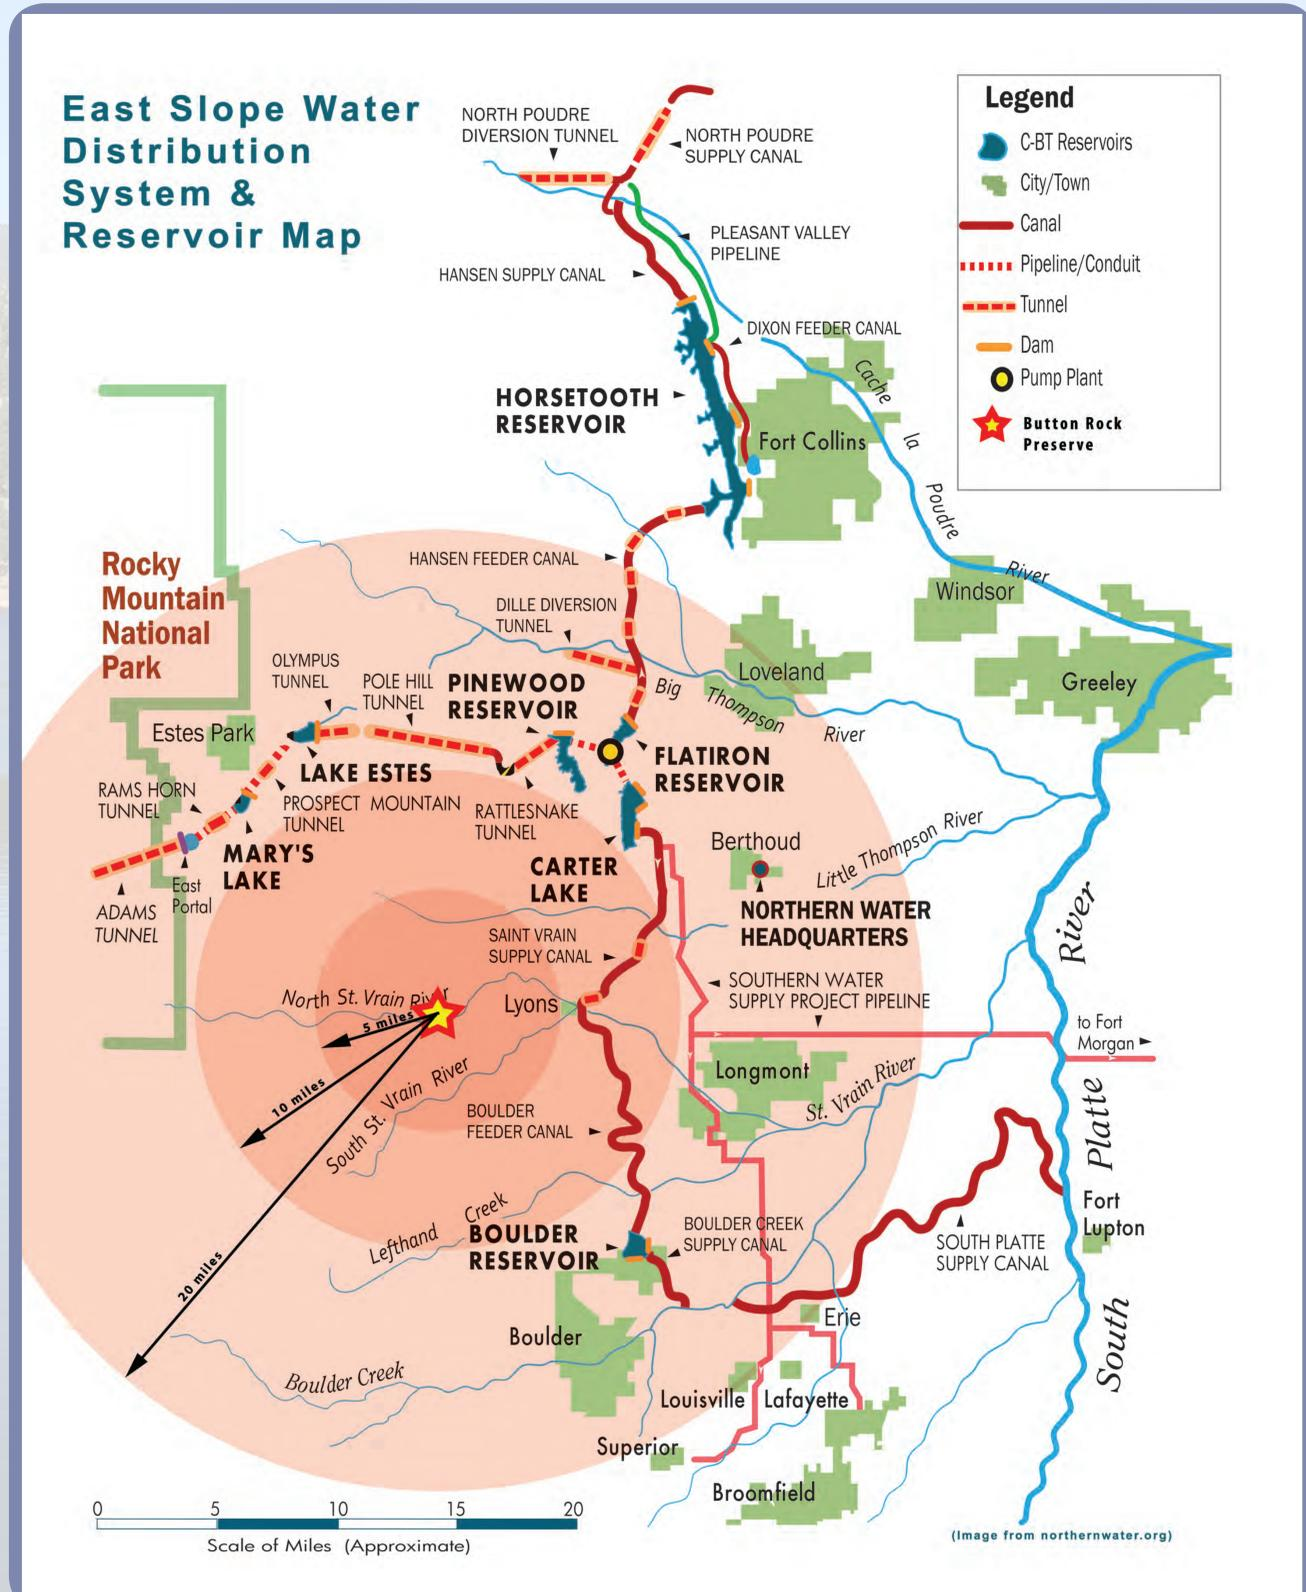 East Slope Water
Distribution
System &
Reservoir Map
NORTH POUDRE
DIVERSION TUNNEL
NORTH POUDRE
SUPPLY CANAL
PLEASANT VALLEY
PIPELINE
HANSEN SUPPLY CANAL
DIXON FEEDER CANAL
Legend
C-BT Reservoirs
City/Town
Canal
Pipeline/Conduit
Tunnel
Dam
Pump Plant
Button Rock
Preserve
HORSETOOTH
RESERVOIR
Fort Collins
Cache
la
Poudre
River
Rocky
Mountain
National
Park
HANSEN FEEDER CANAL
DILLE DIVERSION
TUNNEL
Windsor
Greeley
Loveland
OLYMPUS
TUNNEL
POLE HILL
TUNNEL
PINEWOOD
RESERVOIR
Big
Thompson
River
Estes Park
LAKE ESTES
FLATIRON
RESERVOIR
RAMS HORN
TUNNEL
PROSPECT MOUNTAIN
TUNNEL
RATTLESNAKE
TUNNEL
MARY'S
LAKE
East
Portal
ADAMS
TUNNEL
CARTER
LAKE
Berthoud
Little Thompson River
NORTHERN WATER
HEADQUARTERS
SAINT VRAIN
SUPPLY CANAL
SOUTHERN WATER
SUPPLY PROJECT PIPELINE
North St. Vrain River
Lyons
5 miles
10 miles
20 miles
South St. Vrain River
to Fort
Morgan
Longmont
St. Vrain River
BOULDER
FEEDER CANAL
River
Platte
South
Lefthand Creek
BOULDER
RESERVOIR
BOULDER CREEK
SUPPLY CANAL
Fort
Lupton
SOUTH PLATTE
SUPPLY CANAL
Boulder
Erie
Boulder Creek
Louisville
Lafayette
Superior
Broomfield
0 5 10 15 20
Scale of Miles (Approximate)
(Image from northernwater.org)